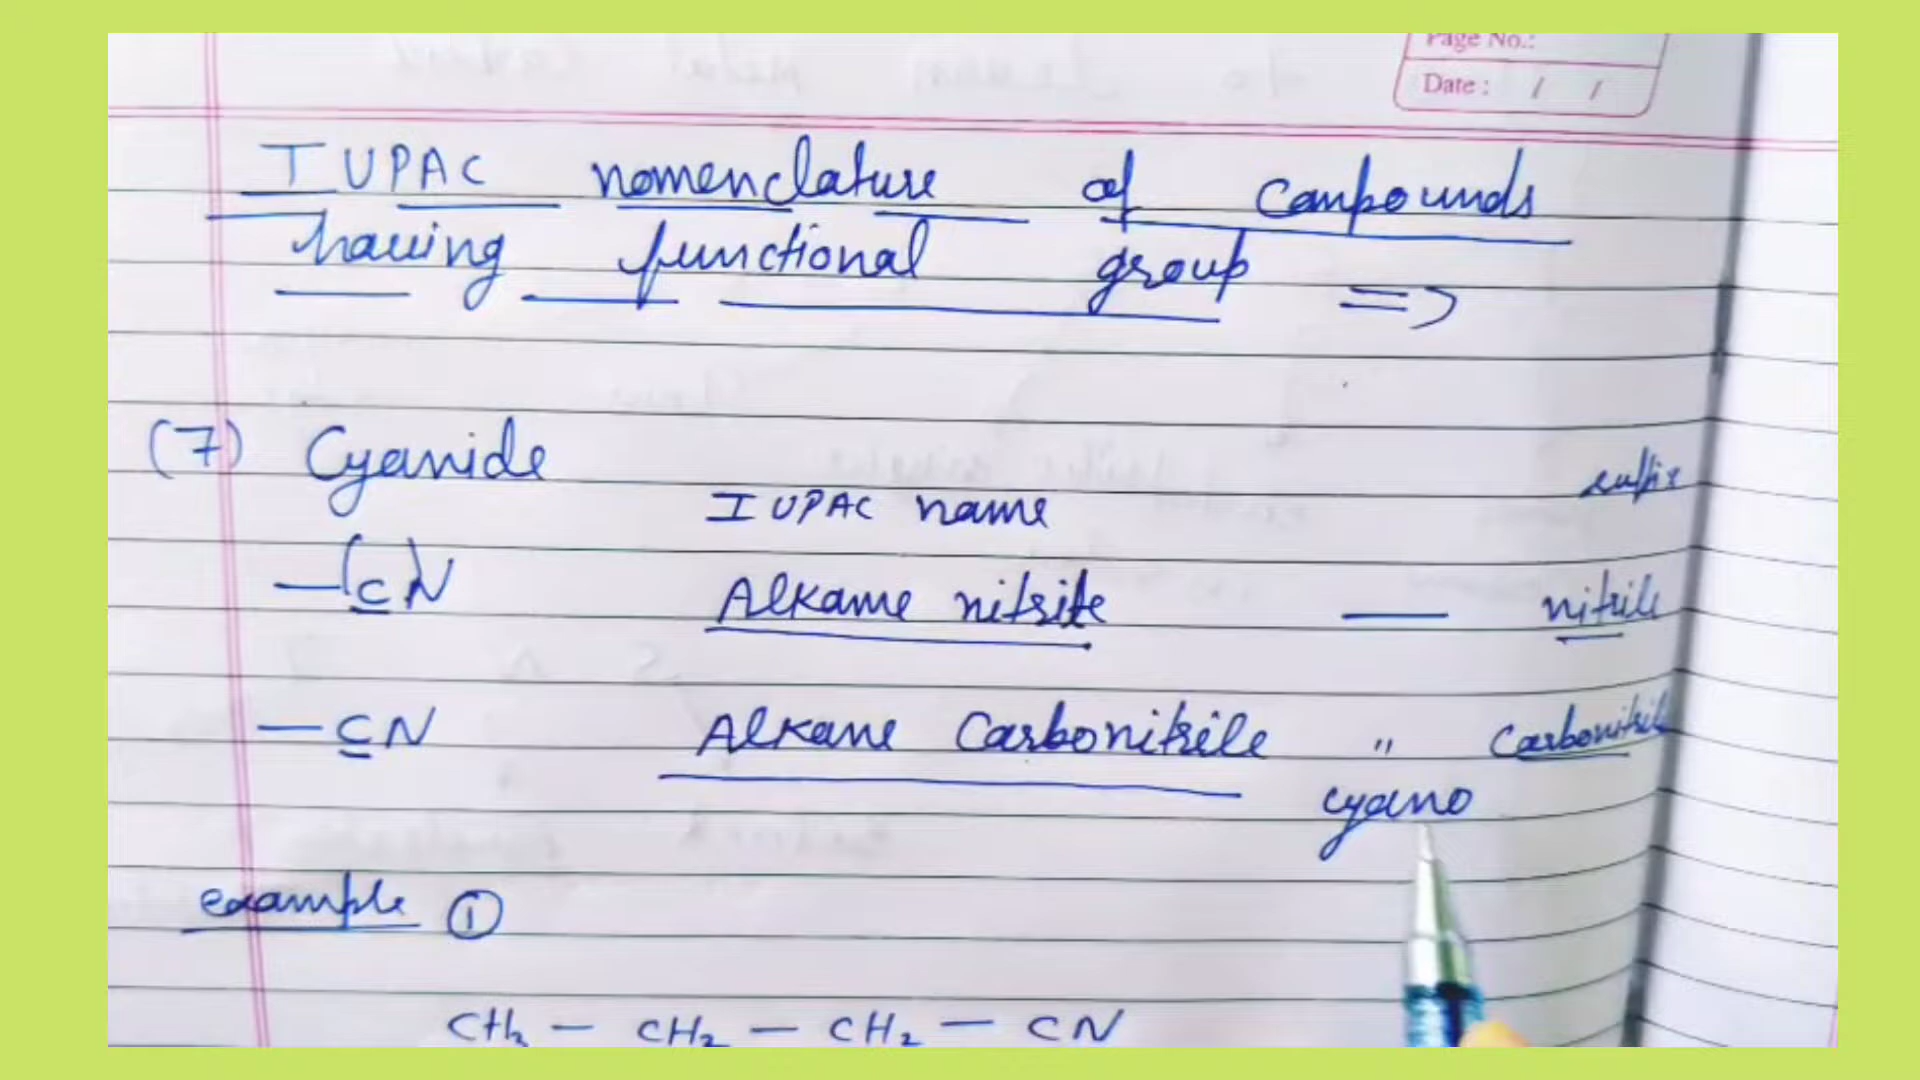 Page No.:
Date : / /
IUPAC nomenclature of compounds
having functional group =>
(7) Cyanide
suffix
IUPAC name
—(C)N Alkane nitrite — nitrile
—CN Alkane Carbonitrile " Carbonitrile
cyano
example ①
CH3 — CH2 — CH2 — CN